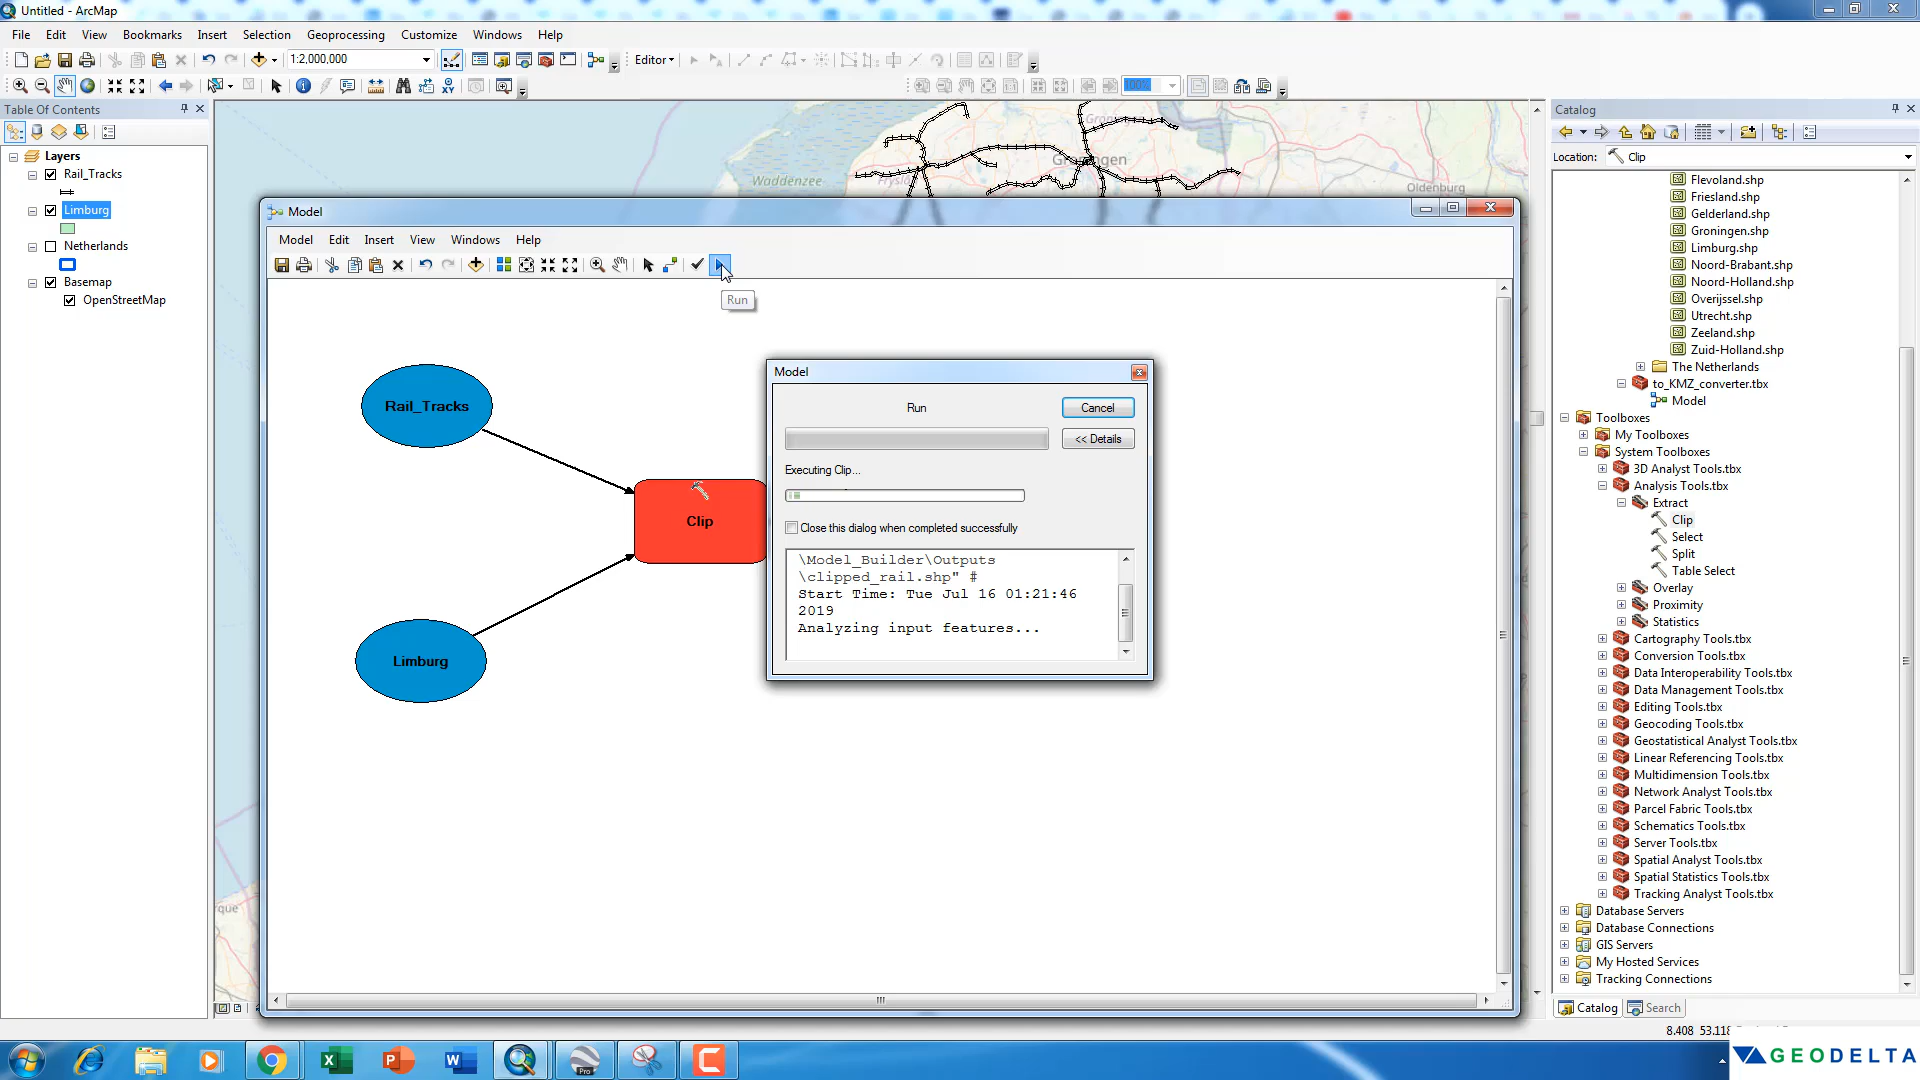 Untitled - ArcMap
File Edit View Bookmarks Insert Selection Geoprocessing Customize Windows Help
1:2,000,000
Editor
100%
Table Of Contents
Layers
Rail_Tracks
Limburg
Netherlands
Basemap
OpenStreetMap
Waddenzee
Fryslân
Groningen
Oldenburg
rque
Model
Model Edit Insert View Windows Help
Run
Rail_Tracks
Clip
Limburg
Model
Run
Cancel
<< Details
Executing Clip...
Close this dialog when completed successfully
\Model_Builder\Outputs
\clipped_rail.shp" #
Start Time: Tue Jul 16 01:21:46
2019
Analyzing input features...
Catalog
Location: Clip
Flevoland.shp
Friesland.shp
Gelderland.shp
Groningen.shp
Limburg.shp
Noord-Brabant.shp
Noord-Holland.shp
Overijssel.shp
Utrecht.shp
Zeeland.shp
Zuid-Holland.shp
The Netherlands
to_KMZ_converter.tbx
Model
Toolboxes
My Toolboxes
System Toolboxes
3D Analyst Tools.tbx
Analysis Tools.tbx
Extract
Clip
Select
Split
Table Select
Overlay
Proximity
Statistics
Cartography Tools.tbx
Conversion Tools.tbx
Data Interoperability Tools.tbx
Data Management Tools.tbx
Editing Tools.tbx
Geocoding Tools.tbx
Geostatistical Analyst Tools.tbx
Linear Referencing Tools.tbx
Multidimension Tools.tbx
Network Analyst Tools.tbx
Parcel Fabric Tools.tbx
Schematics Tools.tbx
Server Tools.tbx
Spatial Analyst Tools.tbx
Spatial Statistics Tools.tbx
Tracking Analyst Tools.tbx
Database Servers
Database Connections
GIS Servers
My Hosted Services
Tracking Connections
Catalog Search
8.408 53.118
GEODELTA